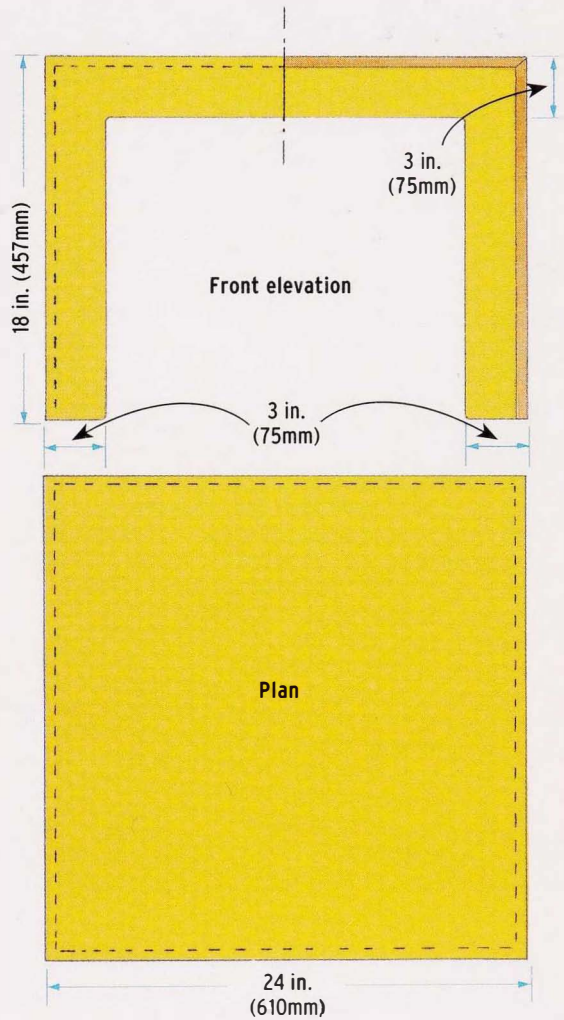 3 in.
(75mm)
18 in. (457mm)
Front elevation
3 in.
(75mm)
Plan
24 in.
(610mm)